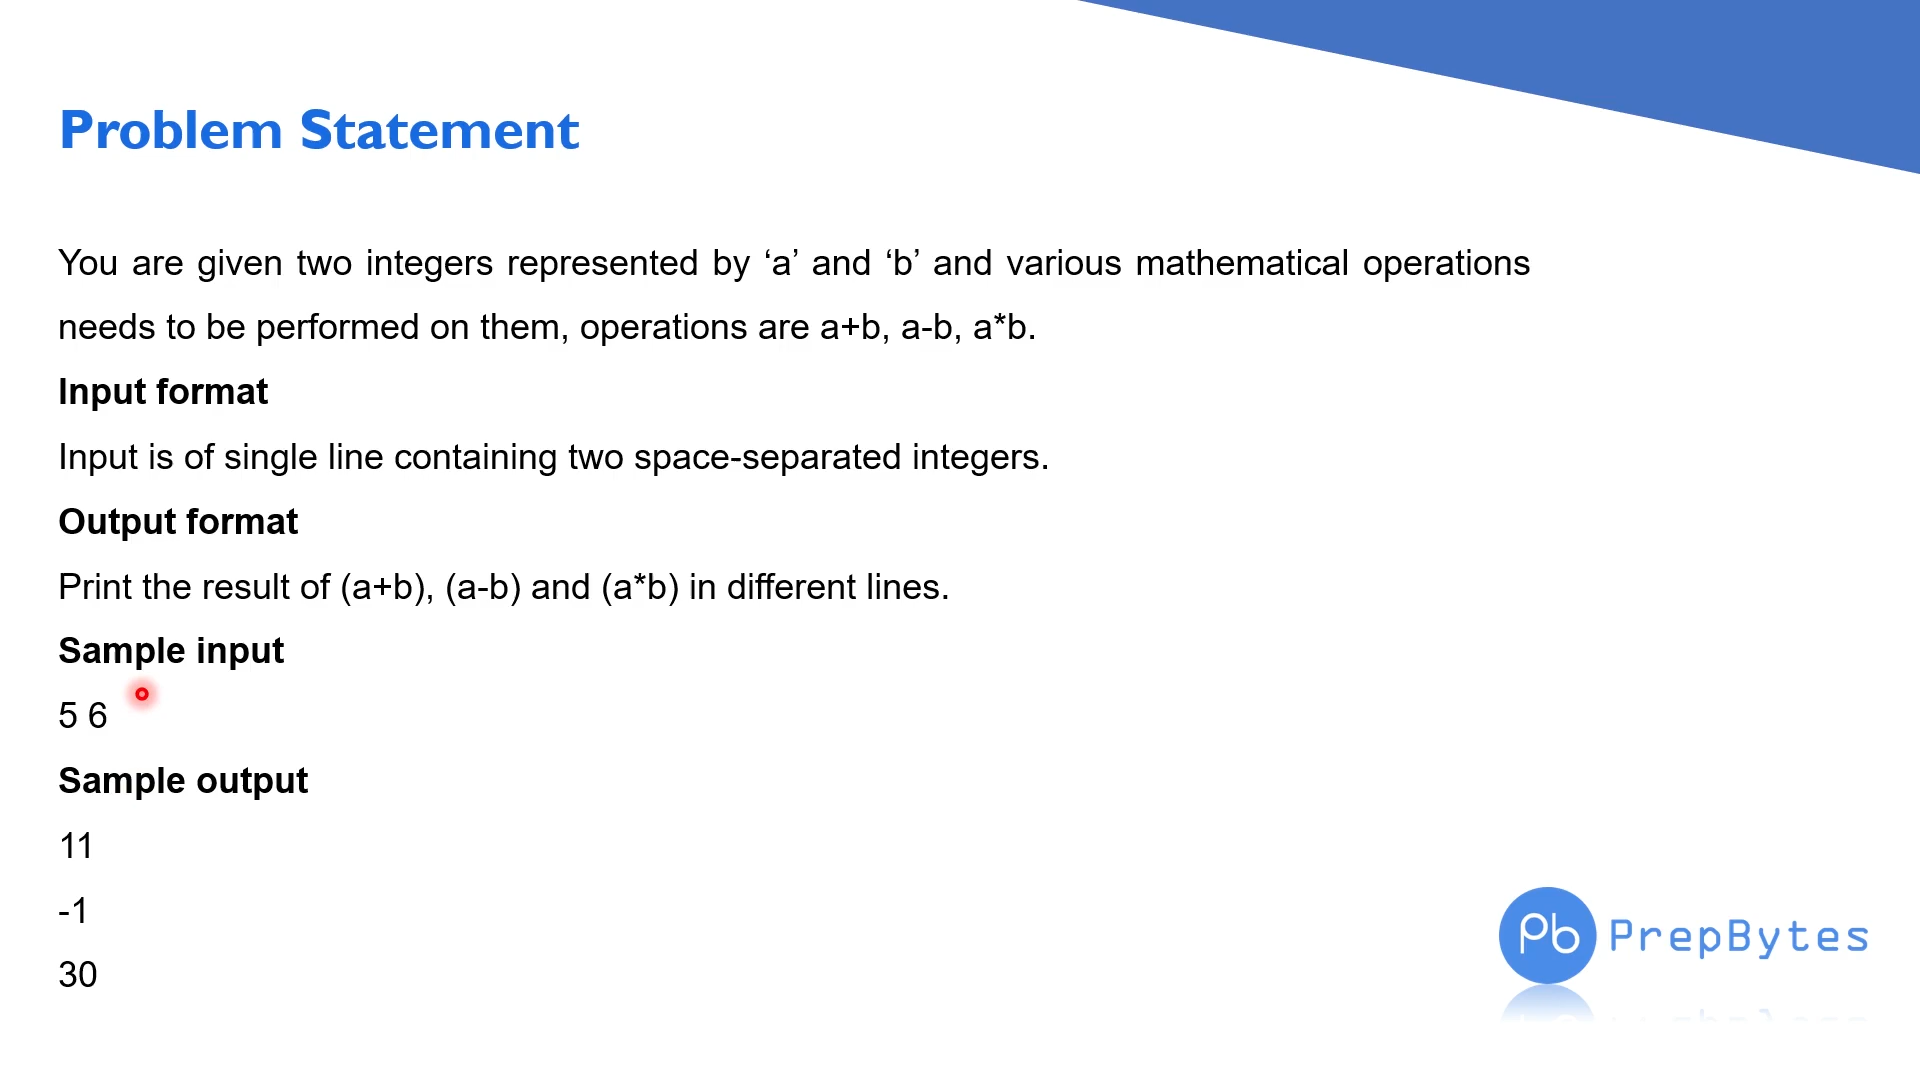 Problem Statement
You are given two integers represented by ‘a’ and ‘b’ and various mathematical operations
needs to be performed on them, operations are a+b, a-b, a*b.
Input format
Input is of single line containing two space-separated integers.
Output format
Print the result of (a+b), (a-b) and (a*b) in different lines.
Sample input
5 6
Sample output
11
-1
30
Pb PrepBytes